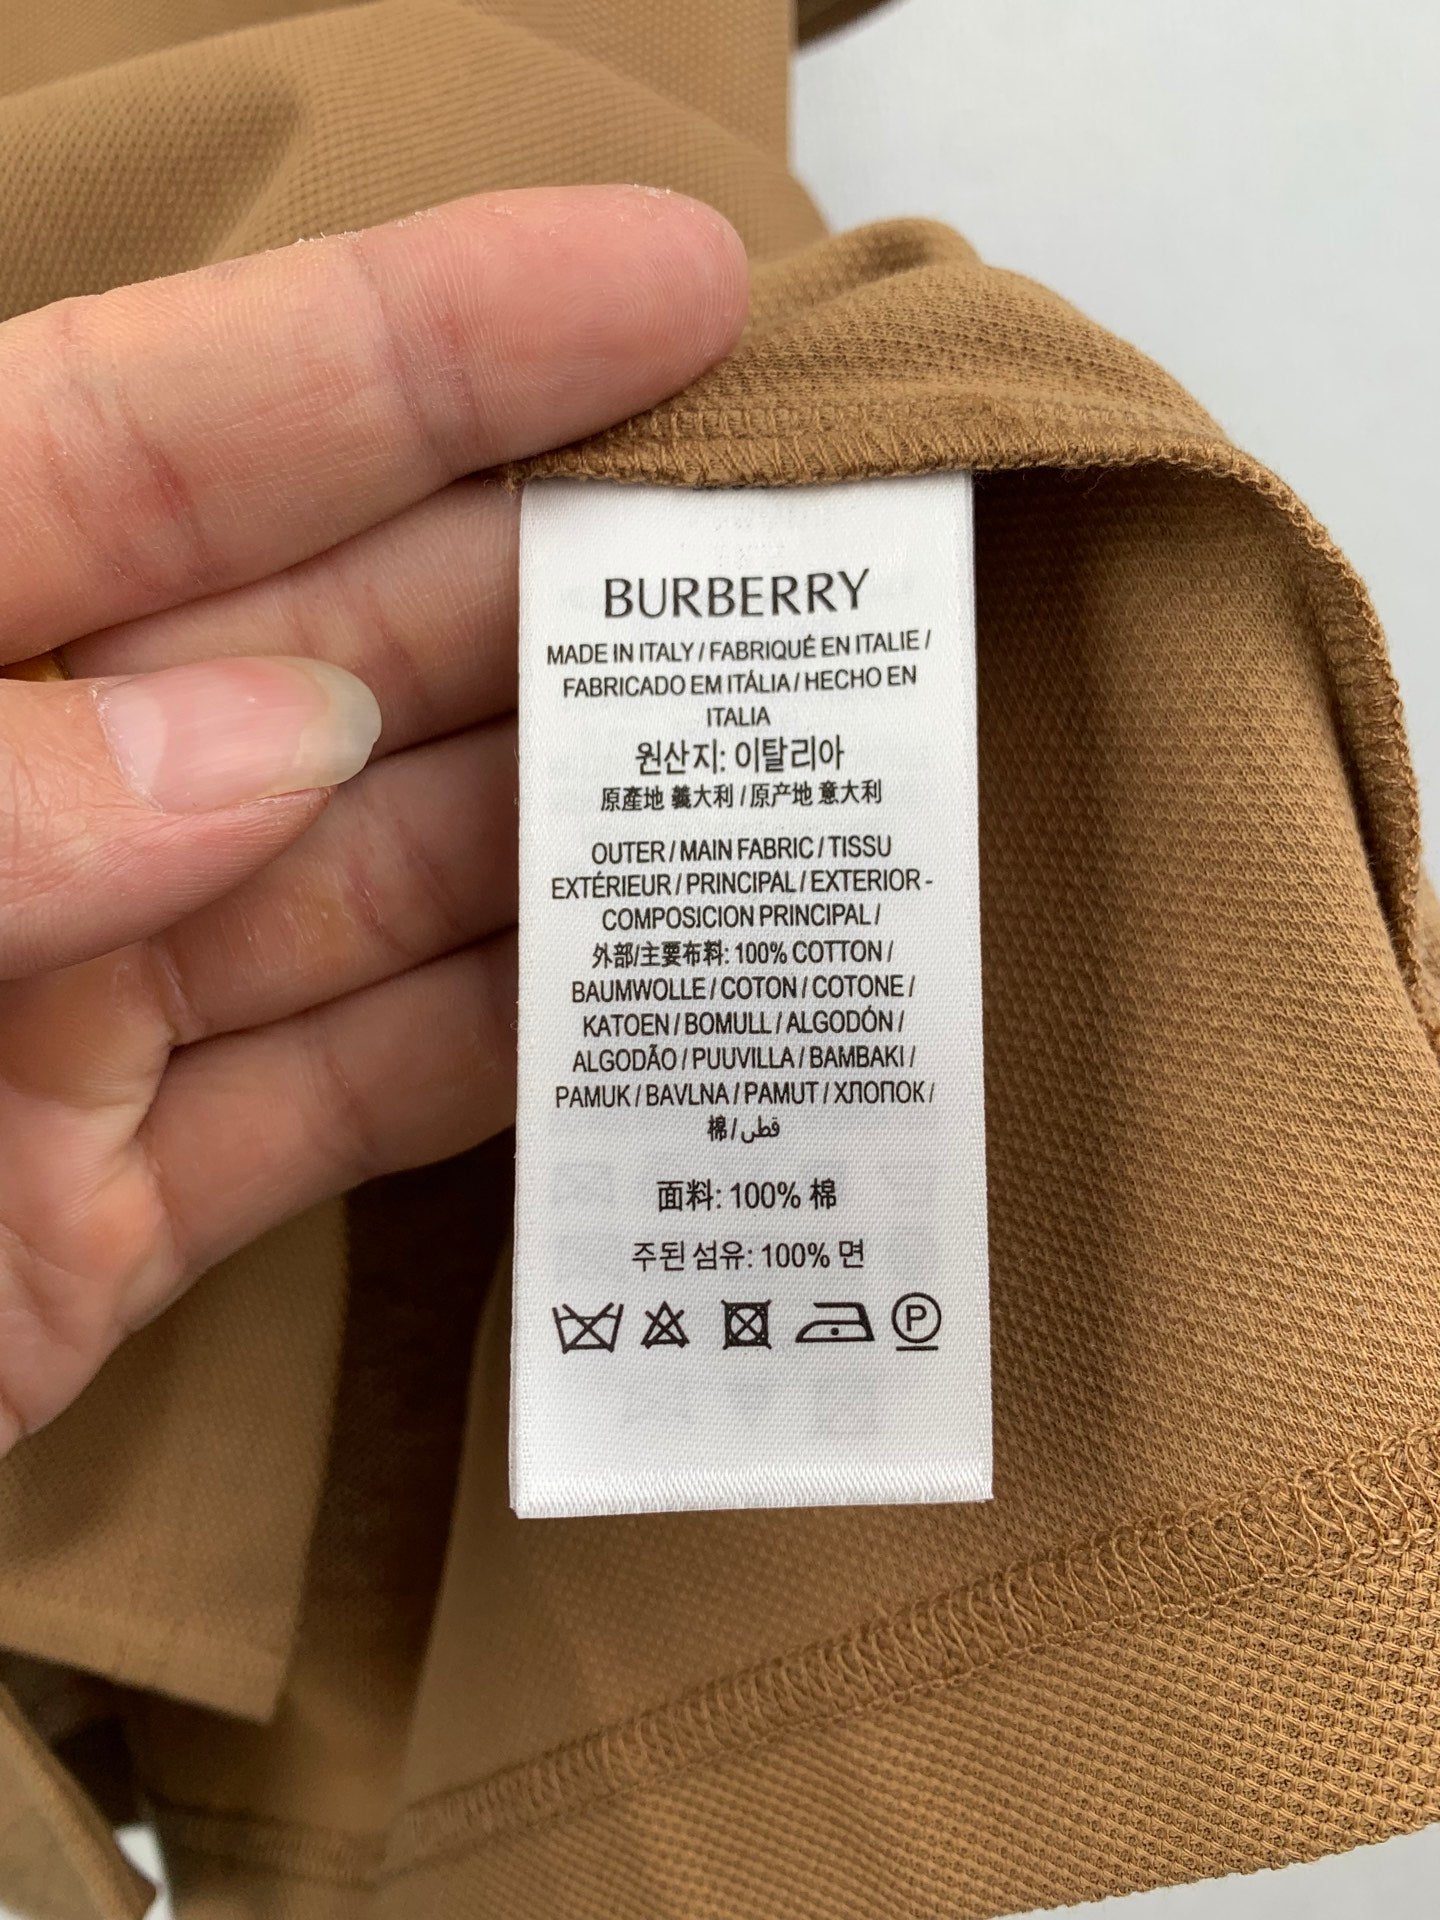 BURBERRY
MADE IN ITALY / FABRIQUÉ EN ITALIE /
FABRICADO EM ITÁLIA / HECHO EN
ITALIA
원산지: 이탈리아
原產地 義大利 / 原产地 意大利
OUTER / MAIN FABRIC / TISSU
EXTÉRIEUR / PRINCIPAL / EXTERIOR -
COMPOSICION PRINCIPAL /
外部/主要布料: 100% COTTON /
BAUMWOLLE / COTON / COTONE /
KATOEN / BOMULL / ALGODÓN /
ALGODÃO / PUUVILLA / BAMBAKI /
PAMUK / BAVLNA / PAMUT / ХЛОПОК /
棉 / قطن
面料: 100% 棉
주된 섬유: 100% 면
P